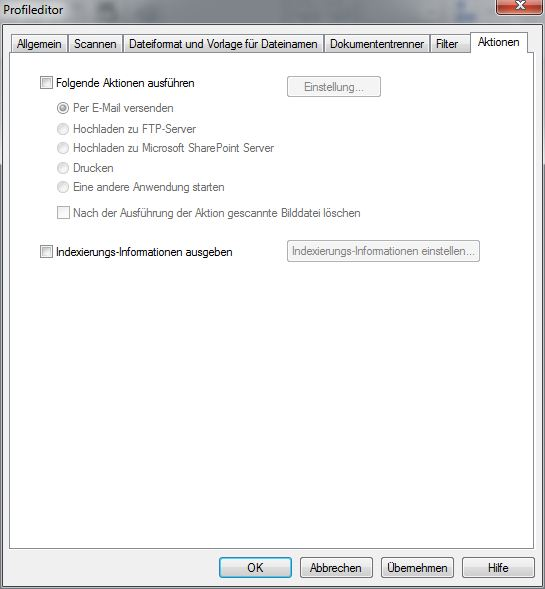 Profileditor
Allgemein Scannen Dateiformat und Vorlage für Dateinamen Dokumententrenner Filter Aktionen
Folgende Aktionen ausführen Einstellung...
Per E-Mail versenden
Hochladen zu FTP-Server
Hochladen zu Microsoft SharePoint Server
Drucken
Eine andere Anwendung starten
Nach der Ausführung der Aktion gescannte Bilddatei löschen
Indexierungs-Informationen ausgeben Indexierungs-Informationen einstellen...
OK Abbrechen Übernehmen Hilfe